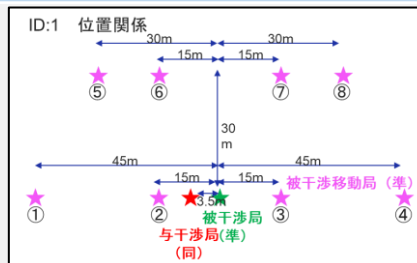 ID:1 位置関係
30m 30m
15m 15m
⑤ ⑥ ⑦ ⑧
30
m
45m 45m
15m 15m 被干渉移動局(準)
3.5m
① ② 被干渉局 ③ ④
与干渉局(準)
(同)